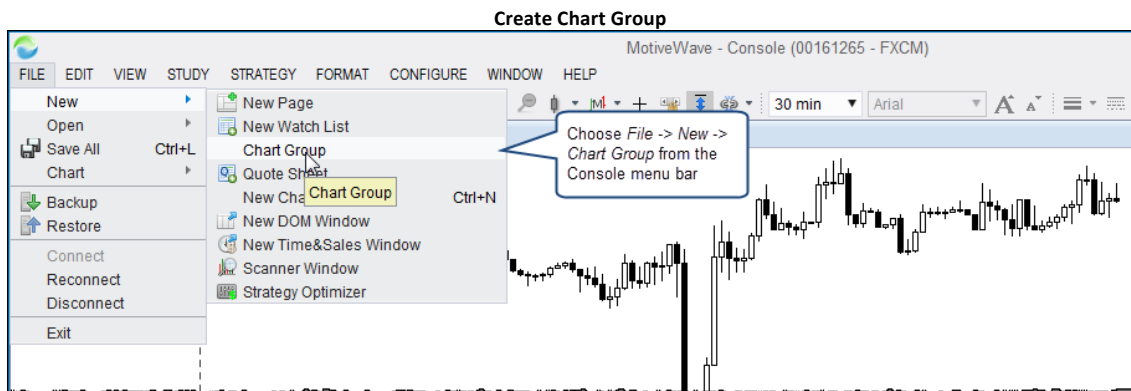 Create Chart Group
MotiveWave - Console (00161265 - FXCM)
FILE EDIT VIEW STUDY STRATEGY FORMAT CONFIGURE WINDOW HELP
30 min Arial
New
Open
Save All Ctrl+L
Chart
Backup
Restore
Connect
Reconnect
Disconnect
Exit
New Page
New Watch List
Chart Group
Quote Sheet
New Cha Ctrl+N
Chart Group
New DOM Window
New Time&Sales Window
Scanner Window
Strategy Optimizer
Choose File -> New ->
Chart Group from the
Console menu bar